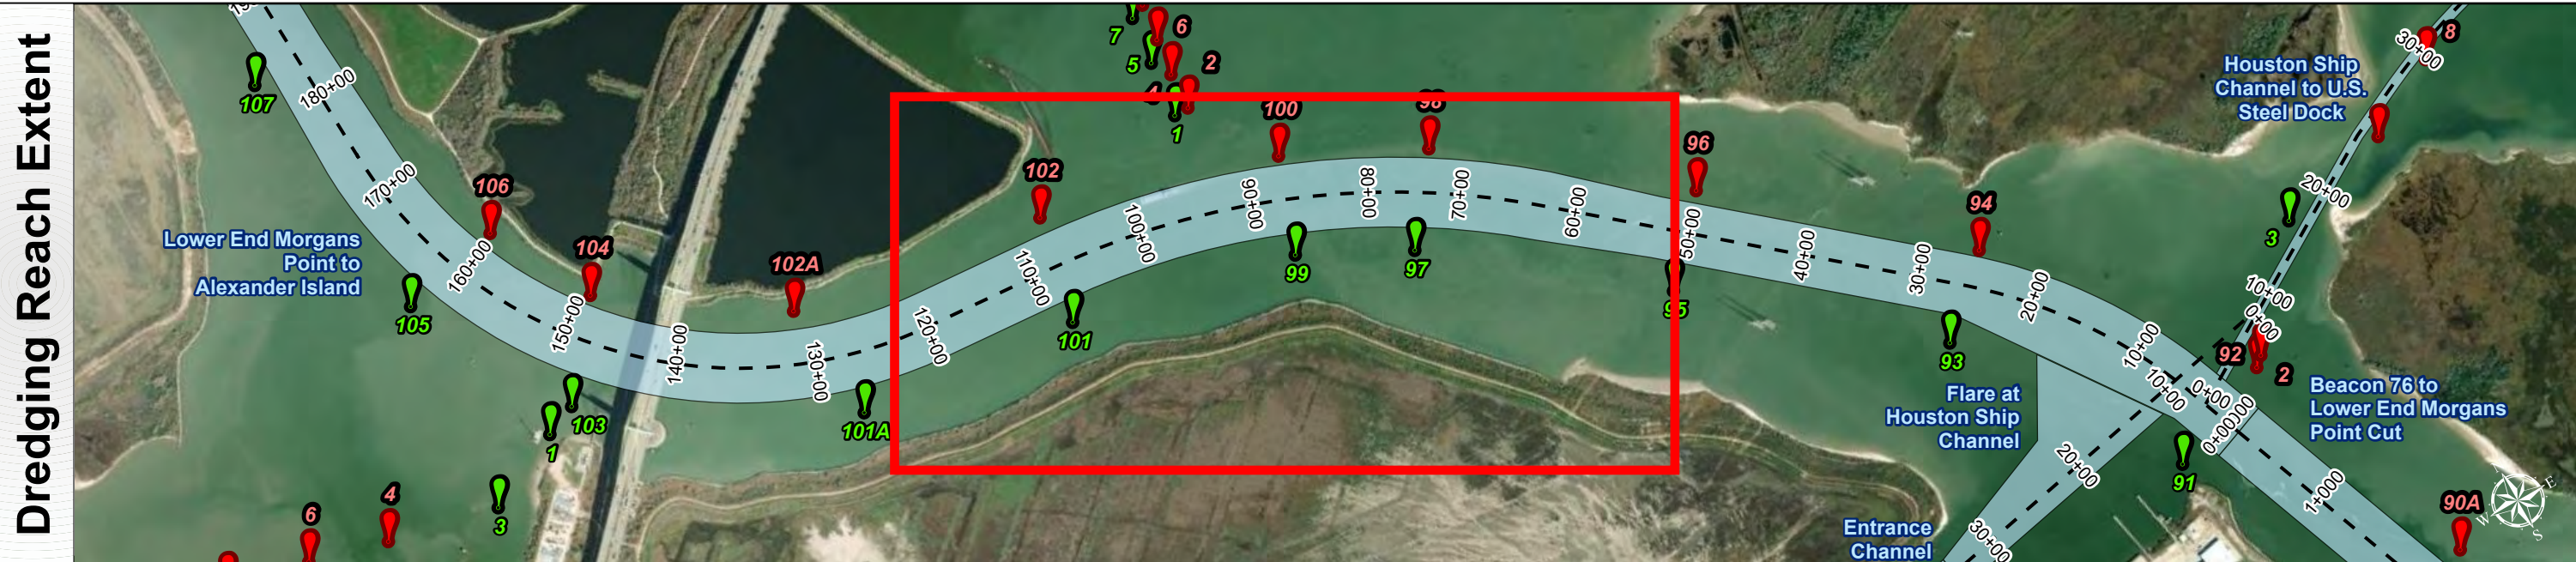 Dredging Reach Extent
107
180+00
170+00
106
Lower End Morgans
Point to
Alexander Island
160+00
105
104
150+00
103
1
3
4
6
140+00
102A
130+00
101A
120+00
102
110+00
101
100+00
7
6
5
2
1
100
90+00
99
98
80+00
97
70+00
60+00
96
50+00
95
40+00
94
30+00
93
20+00
10+00
Flare at
Houston Ship
Channel
Entrance
Channel
30+00
20+00
10+00
0+00
0+00
91
92
2
0+00
10+00
20+00
3
30+00
8
Houston Ship
Channel to U.S.
Steel Dock
Beacon 76 to
Lower End Morgans
Point Cut
1+000
90A
W
E
S